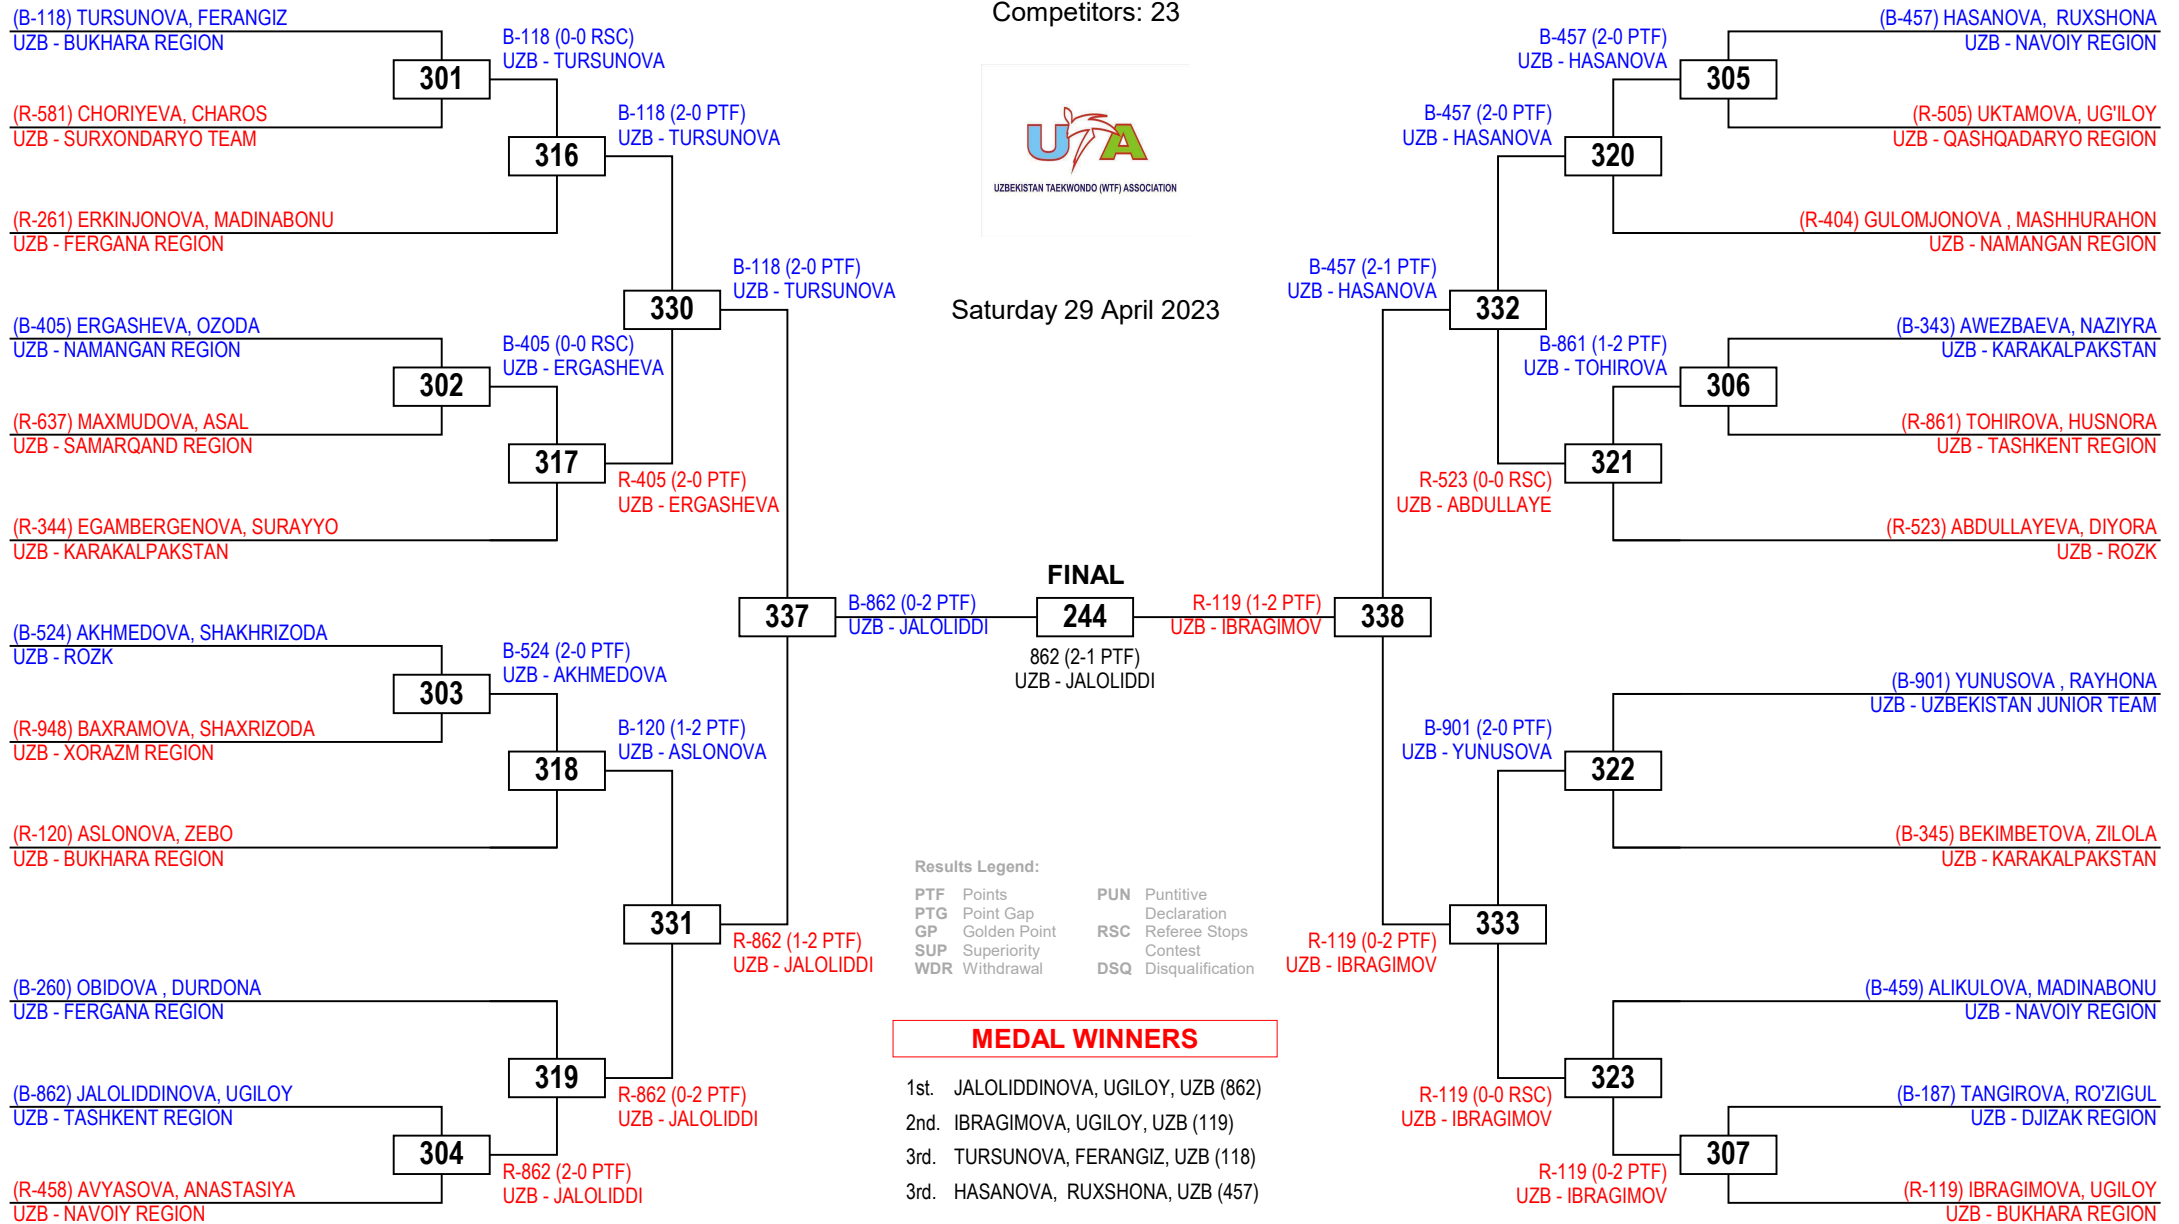 (B-118) TURSUNOVA, FERANGIZ
UZB - BUKHARA REGION
B-118 (0-0 RSC)
UZB - TURSUNOVA
301
(R-581) CHORIYEVA, CHAROS
UZB - SURXONDARYO TEAM
B-118 (2-0 PTF)
UZB - TURSUNOVA
316
(R-261) ERKINJONOVA, MADINABONU
UZB - FERGANA REGION
B-118 (2-0 PTF)
UZB - TURSUNOVA
330
(B-405) ERGASHEVA, OZODA
UZB - NAMANGAN REGION
B-405 (0-0 RSC)
UZB - ERGASHEVA
302
(R-637) MAXMUDOVA, ASAL
UZB - SAMARQAND REGION
317
R-405 (2-0 PTF)
UZB - ERGASHEVA
(R-344) EGAMBERGENOVA, SURAYYO
UZB - KARAKALPAKSTAN
337
B-862 (0-2 PTF)
UZB - JALOLIDDI
(B-524) AKHMEDOVA, SHAKHRIZODA
UZB - ROZK
B-524 (2-0 PTF)
UZB - AKHMEDOVA
303
(R-948) BAXRAMOVA, SHAXRIZODA
UZB - XORAZM REGION
B-120 (1-2 PTF)
UZB - ASLONOVA
318
(R-120) ASLONOVA, ZEBO
UZB - BUKHARA REGION
331
R-862 (1-2 PTF)
UZB - JALOLIDDI
(B-260) OBIDOVA , DURDONA
UZB - FERGANA REGION
319
R-862 (0-2 PTF)
UZB - JALOLIDDI
(B-862) JALOLIDDINOVA, UGILOY
UZB - TASHKENT REGION
304
R-862 (2-0 PTF)
UZB - JALOLIDDI
(R-458) AVYASOVA, ANASTASIYA
UZB - NAVOIY REGION
Competitors: 23
UTA
UZBEKISTAN TAEKWONDO (WTF) ASSOCIATION
Saturday 29 April 2023
FINAL
244
862 (2-1 PTF)
UZB - JALOLIDDI
Results Legend:
PTF Points
PTG Point Gap
GP Golden Point
SUP Superiority
WDR Withdrawal
PUN Puntitive
Declaration
RSC Referee Stops
Contest
DSQ Disqualification
MEDAL WINNERS
1st. JALOLIDDINOVA, UGILOY, UZB (862)
2nd. IBRAGIMOVA, UGILOY, UZB (119)
3rd. TURSUNOVA, FERANGIZ, UZB (118)
3rd. HASANOVA, RUXSHONA, UZB (457)
(B-457) HASANOVA, RUXSHONA
UZB - NAVOIY REGION
B-457 (2-0 PTF)
UZB - HASANOVA
305
(R-505) UKTAMOVA, UG'ILOY
UZB - QASHQADARYO REGION
B-457 (2-0 PTF)
UZB - HASANOVA
320
(R-404) GULOMJONOVA , MASHHURAHON
UZB - NAMANGAN REGION
B-457 (2-1 PTF)
UZB - HASANOVA
332
(B-343) AWEZBAEVA, NAZIYRA
UZB - KARAKALPAKSTAN
B-861 (1-2 PTF)
UZB - TOHIROVA
306
(R-861) TOHIROVA, HUSNORA
UZB - TASHKENT REGION
321
R-523 (0-0 RSC)
UZB - ABDULLAYE
(R-523) ABDULLAYEVA, DIYORA
UZB - ROZK
R-119 (1-2 PTF)
UZB - IBRAGIMOV
338
(B-901) YUNUSOVA , RAYHONA
UZB - UZBEKISTAN JUNIOR TEAM
B-901 (2-0 PTF)
UZB - YUNUSOVA
322
(B-345) BEKIMBETOVA, ZILOLA
UZB - KARAKALPAKSTAN
333
R-119 (0-2 PTF)
UZB - IBRAGIMOV
(B-459) ALIKULOVA, MADINABONU
UZB - NAVOIY REGION
323
R-119 (0-0 RSC)
UZB - IBRAGIMOV
(B-187) TANGIROVA, RO'ZIGUL
UZB - DJIZAK REGION
307
R-119 (0-2 PTF)
UZB - IBRAGIMOV
(R-119) IBRAGIMOVA, UGILOY
UZB - BUKHARA REGION